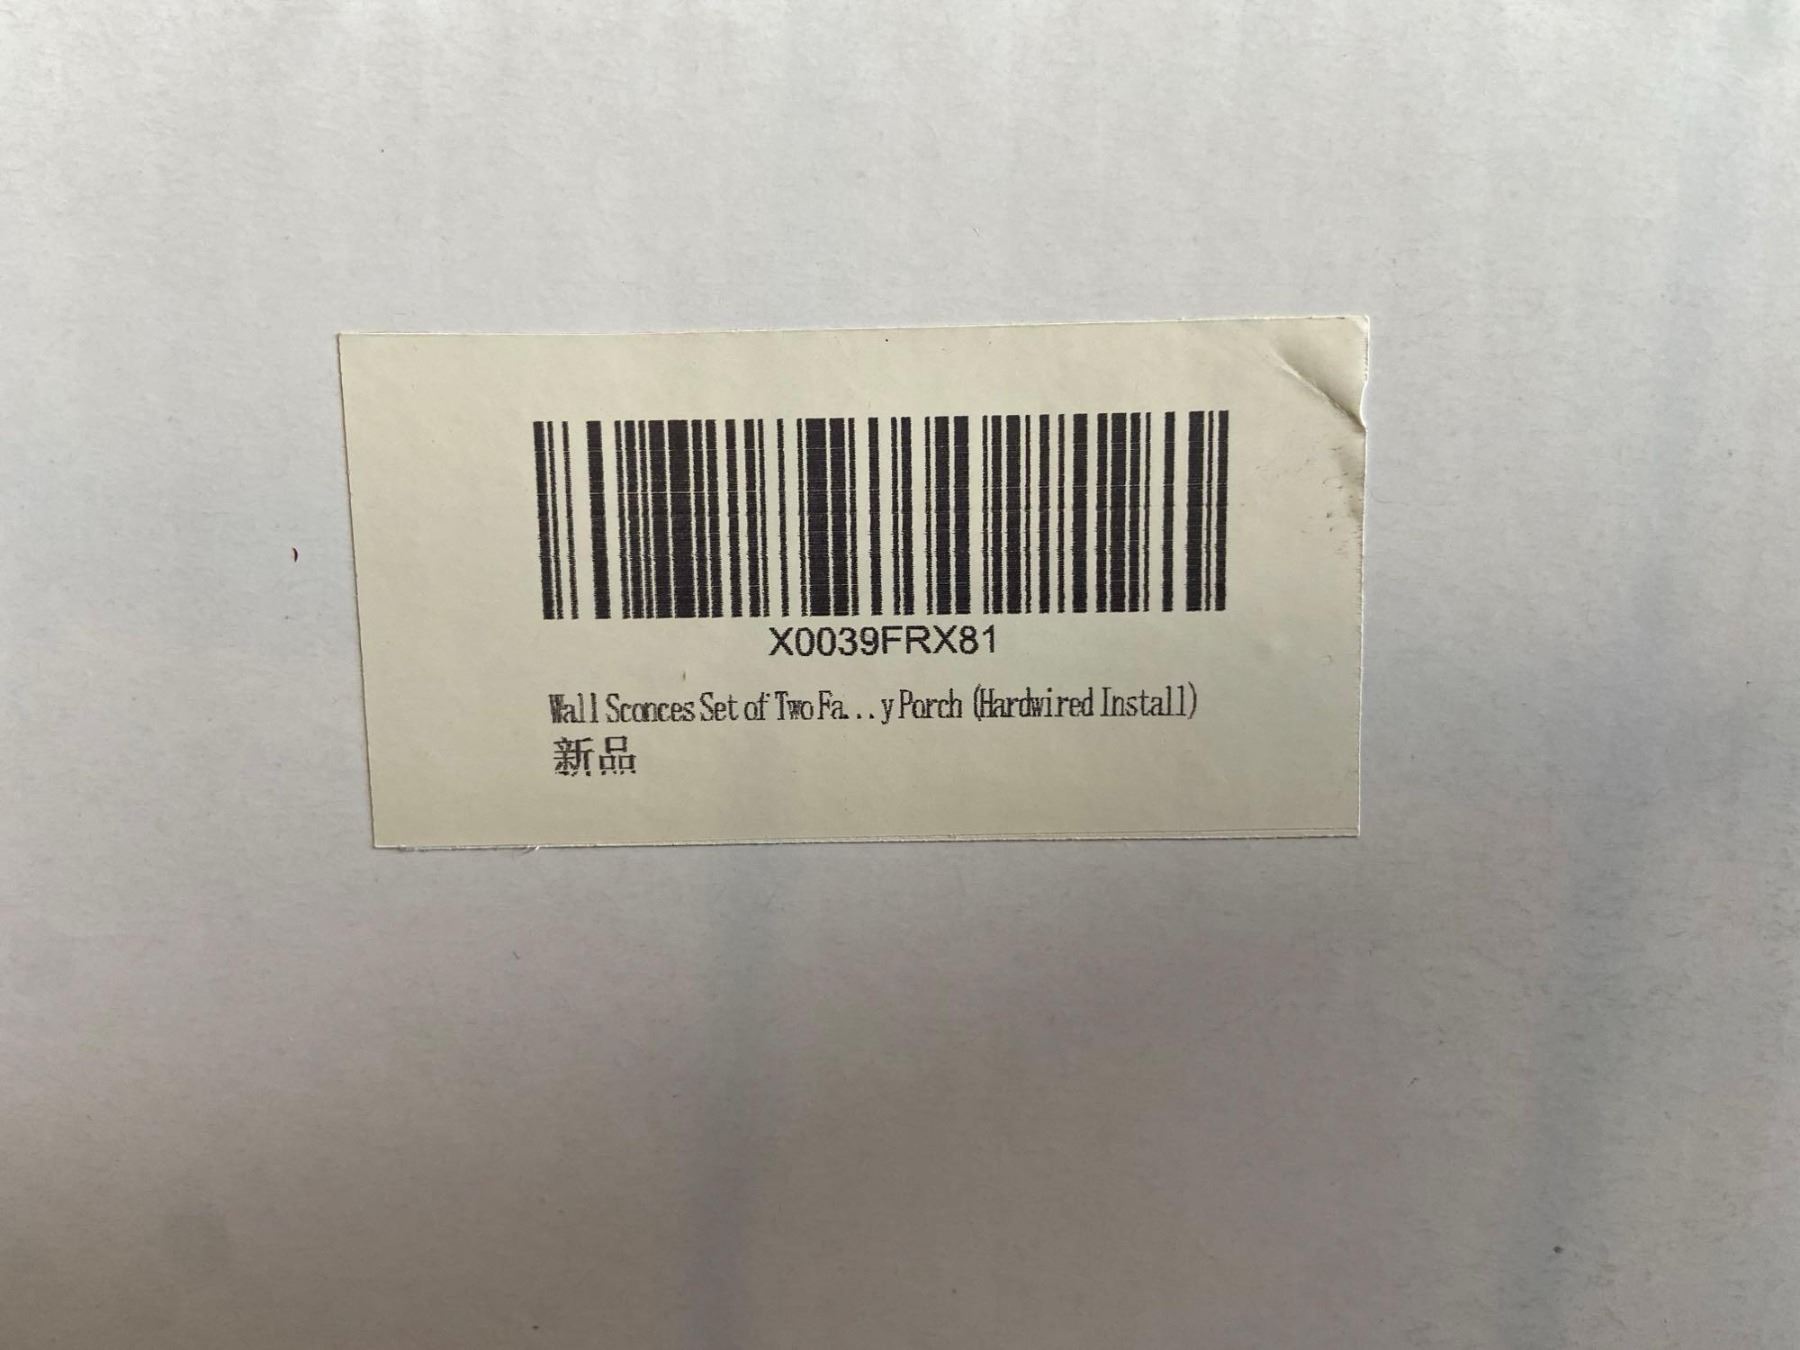 X0039FRX81
Wall Sconces Set of Two Fa...y Porch (Hardwired Install)
新品